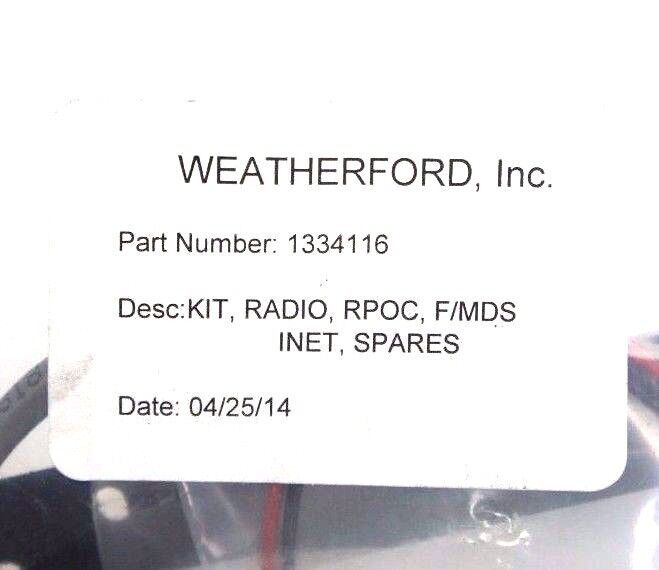 WEATHERFORD, Inc.
Part Number: 1334116
Desc:KIT, RADIO, RPOC, F/MDS
INET, SPARES
Date: 04/25/14